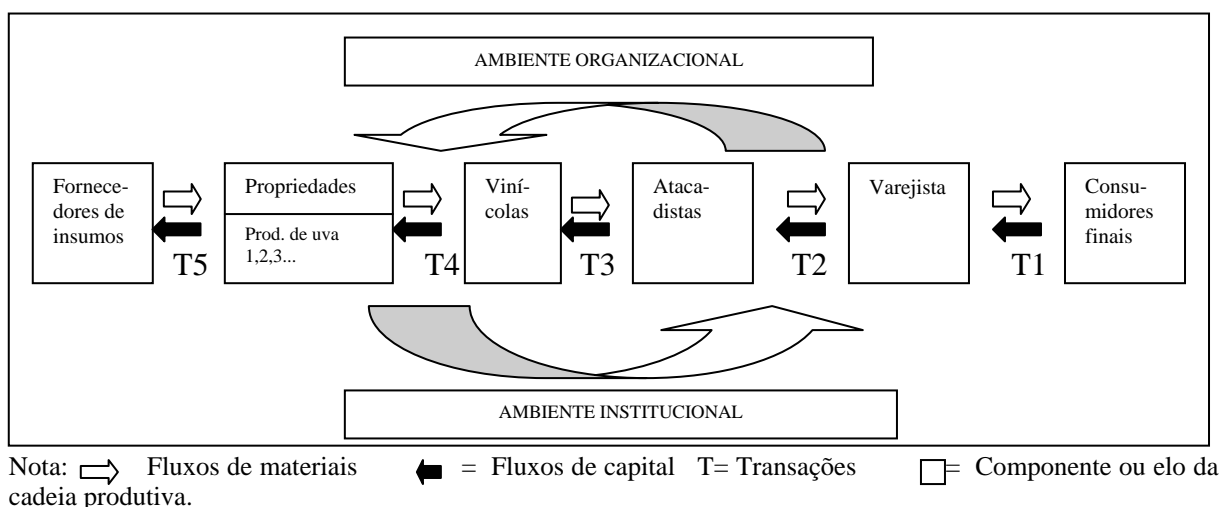 AMBIENTE ORGANIZACIONAL
Fornece-
dores de
insumos
Propriedades
Prod. de uva
1,2,3...
Viní-
colas
Ataca-
distas
Varejista
Consu-
midores
finais
T5
T4
T3
T2
T1
AMBIENTE INSTITUCIONAL
Nota: Fluxos de materiais = Fluxos de capital T= Transações = Componente ou elo da
cadeia produtiva.